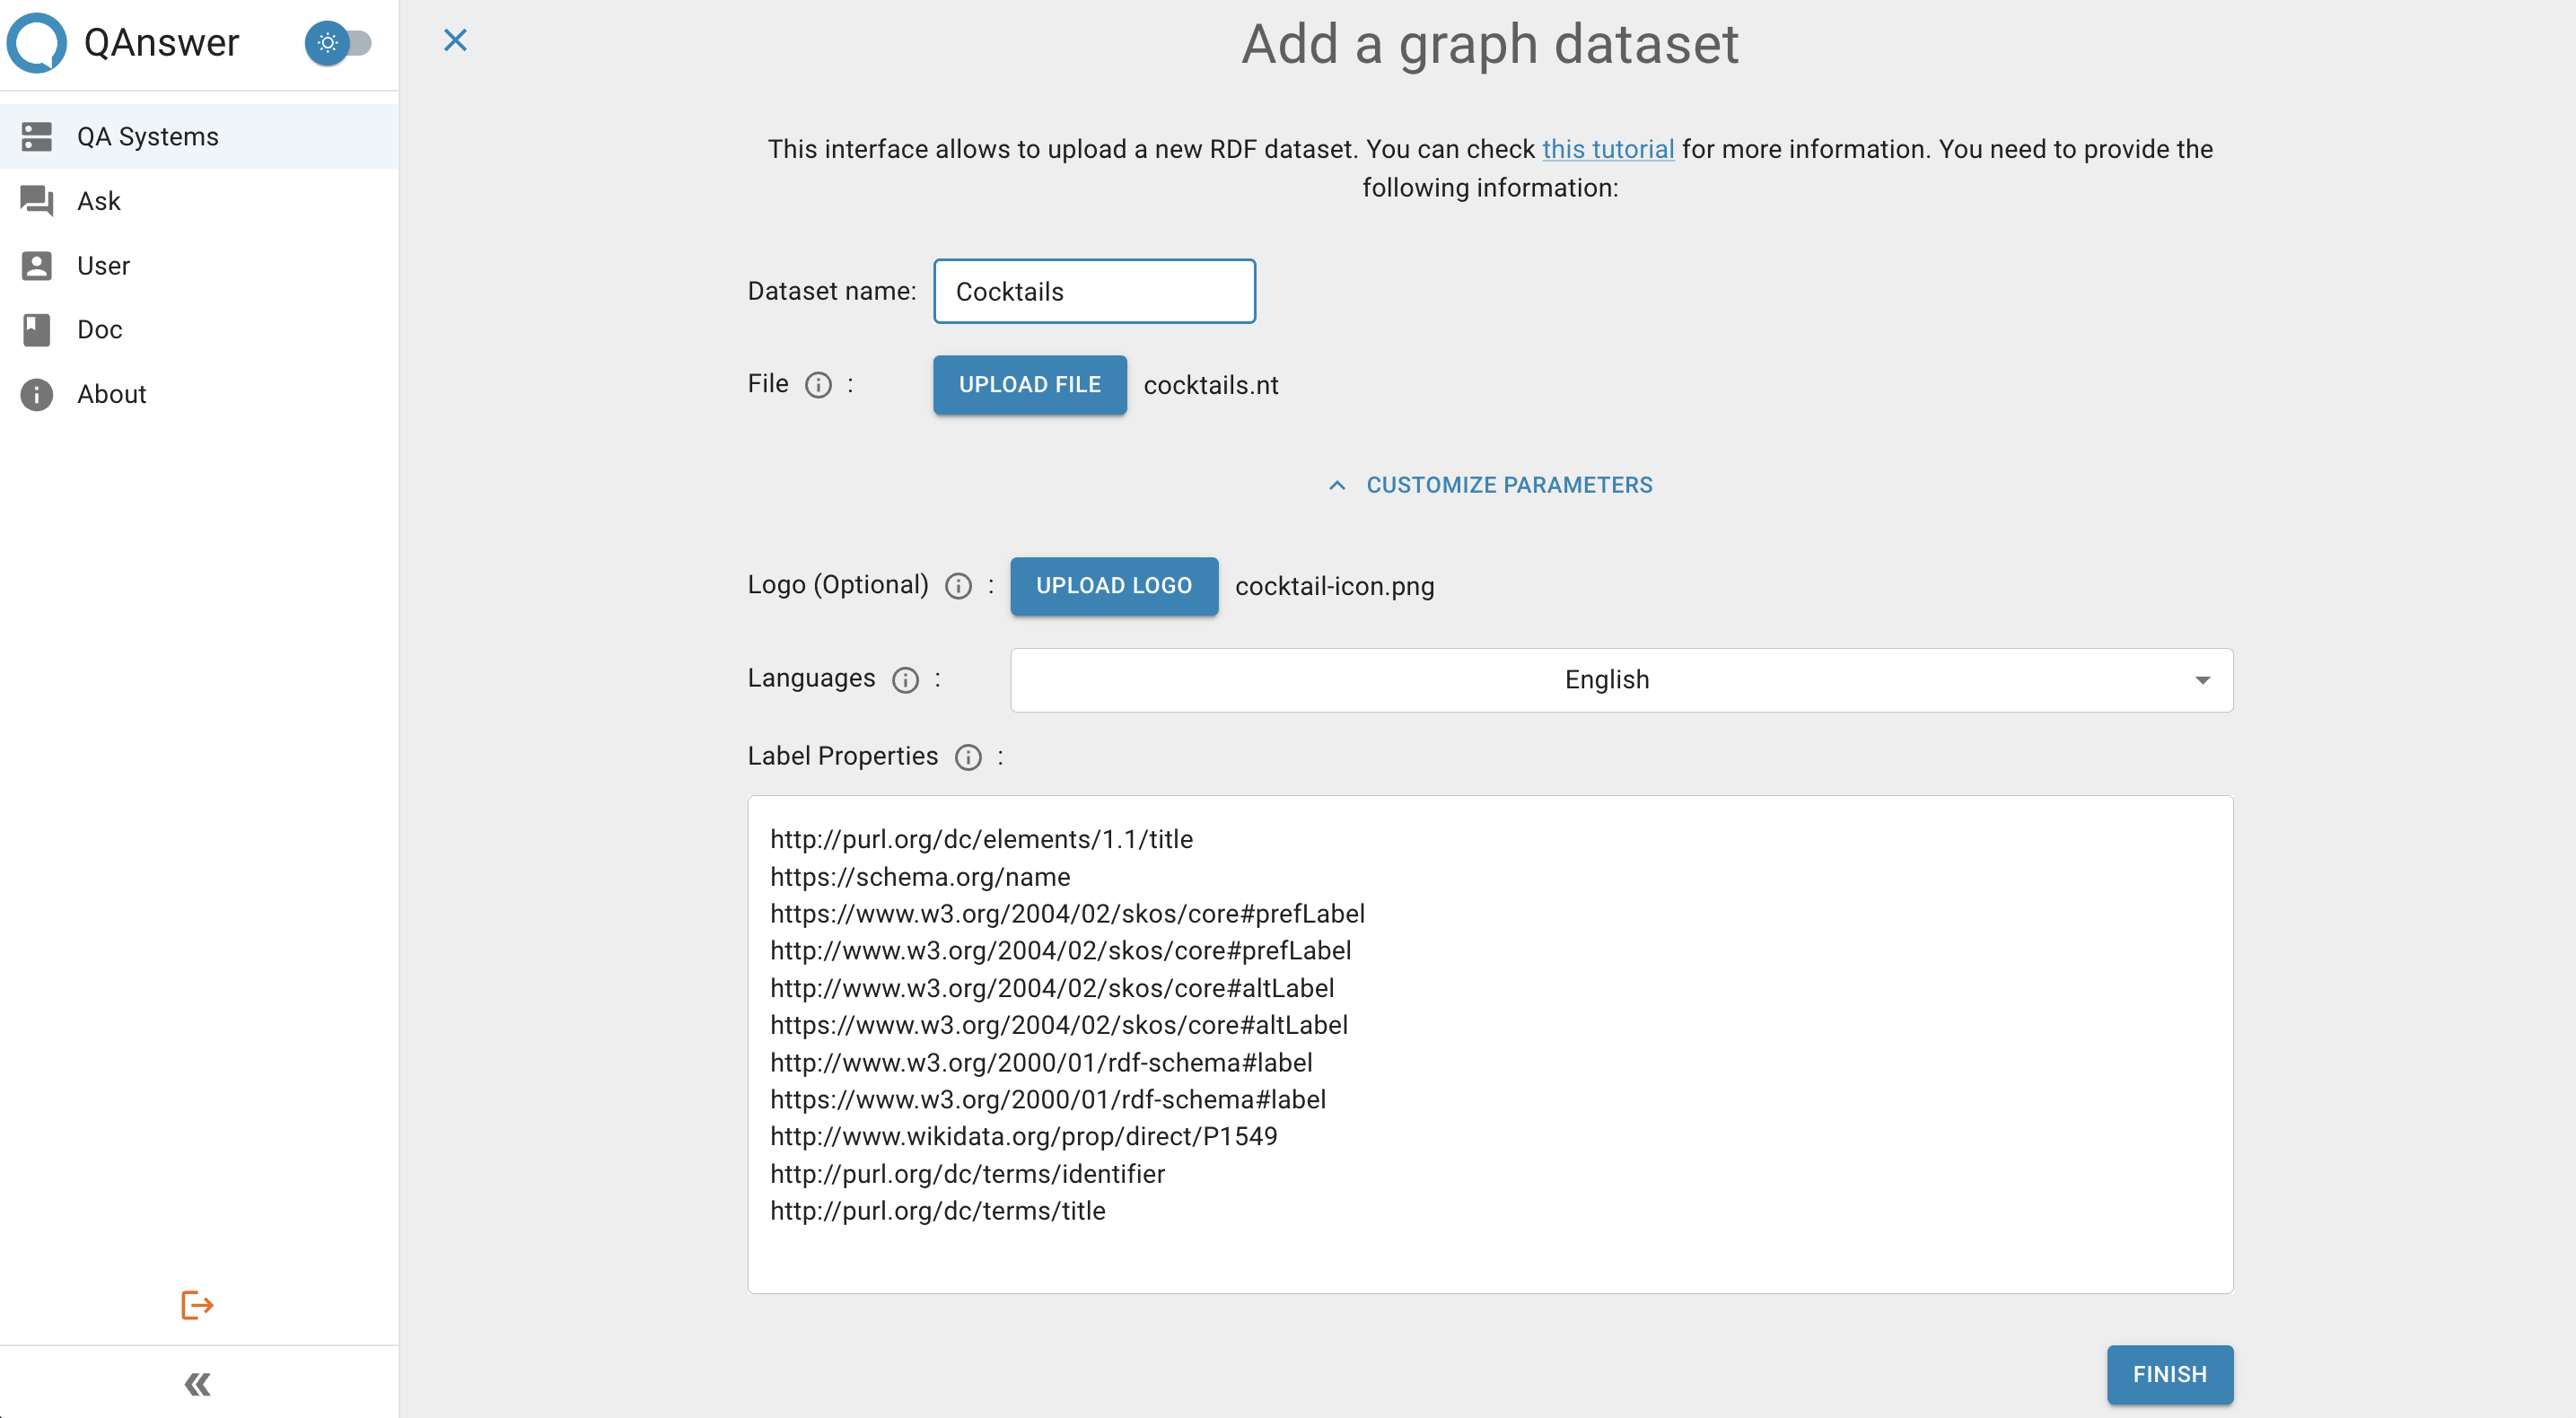 QAnswer
QA Systems
Ask
User
Doc
About
Add a graph dataset
This interface allows to upload a new RDF dataset. You can check this tutorial for more information. You need to provide the
following information:
Dataset name: Cocktails
File : UPLOAD FILE cocktails.nt
CUSTOMIZE PARAMETERS
Logo (Optional) : UPLOAD LOGO cocktail-icon.png
Languages : English
Label Properties :
http://purl.org/dc/elements/1.1/title
https://schema.org/name
https://www.w3.org/2004/02/skos/core#prefLabel
http://www.w3.org/2004/02/skos/core#prefLabel
http://www.w3.org/2004/02/skos/core#altLabel
https://www.w3.org/2004/02/skos/core#altLabel
http://www.w3.org/2000/01/rdf-schema#label
https://www.w3.org/2000/01/rdf-schema#label
http://www.wikidata.org/prop/direct/P1549
http://purl.org/dc/terms/identifier
http://purl.org/dc/terms/title
FINISH